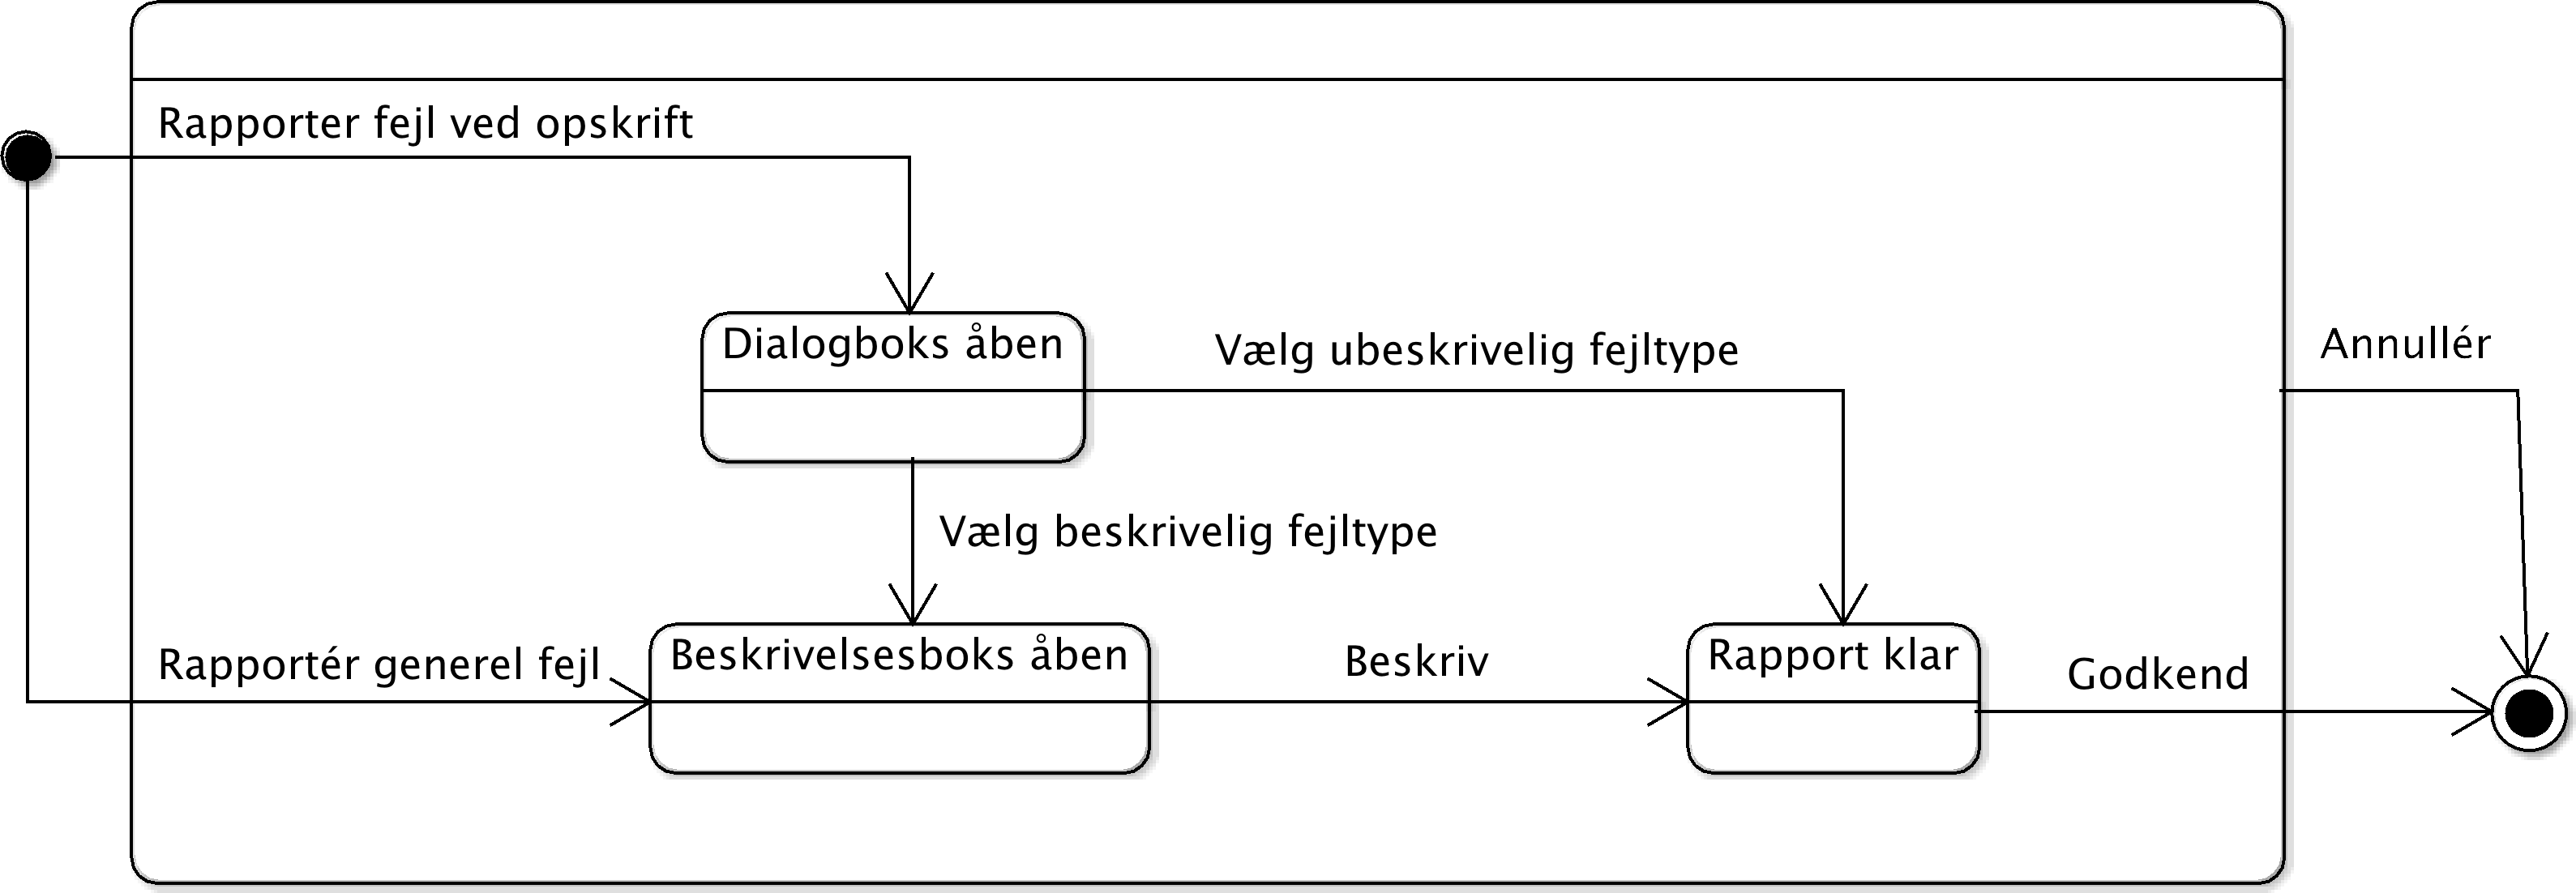 Rapporter fejl ved opskrift
Dialogboks åben
Vælg ubeskrivelig fejltype
Annullér
Vælg beskrivelig fejltype
Rapportér generel fejl
Beskrivelsesboks åben
Beskriv
Rapport klar
Godkend